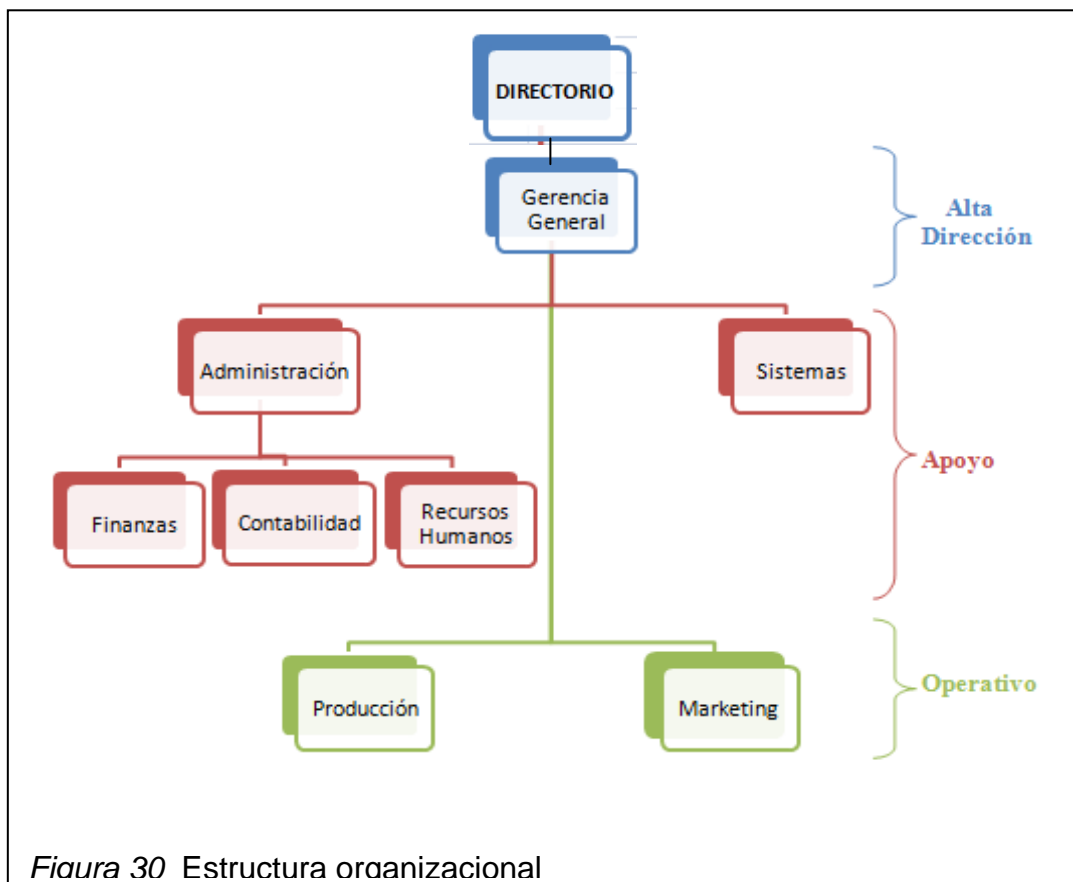 DIRECTORIO
Gerencia
General
Alta
Dirección
Administración
Sistemas
Apoyo
Finanzas
Contabilidad
Recursos
Humanos
Producción
Marketing
Operativo
Figura 30 Estructura organizacional